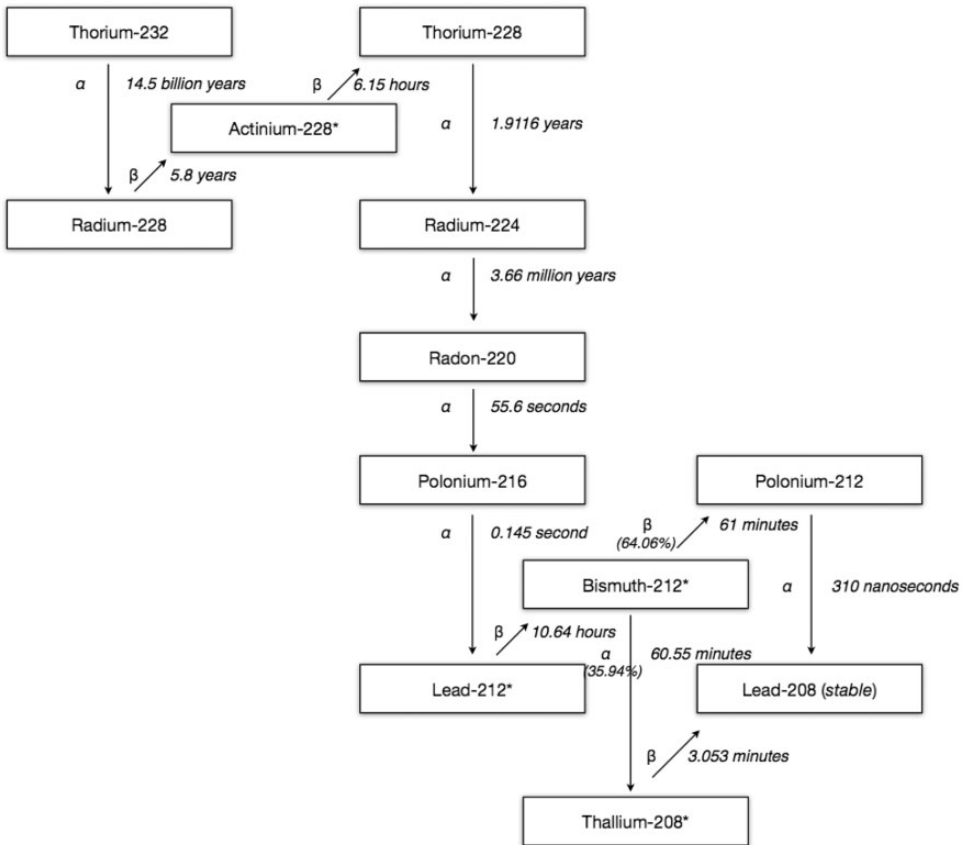 Thorium-232
Thorium-228
α 14.5 billion years
β 6.15 hours
Actinium-228*
α 1.9116 years
β 5.8 years
Radium-228
Radium-224
α 3.66 million years
Radon-220
α 55.6 seconds
Polonium-216
Polonium-212
α 0.145 second
β 61 minutes
(64.06%)
Bismuth-212*
α 310 nanoseconds
β 10.64 hours
α 60.55 minutes
(35.94%)
Lead-212*
Lead-208 (stable)
β 3.053 minutes
Thallium-208*